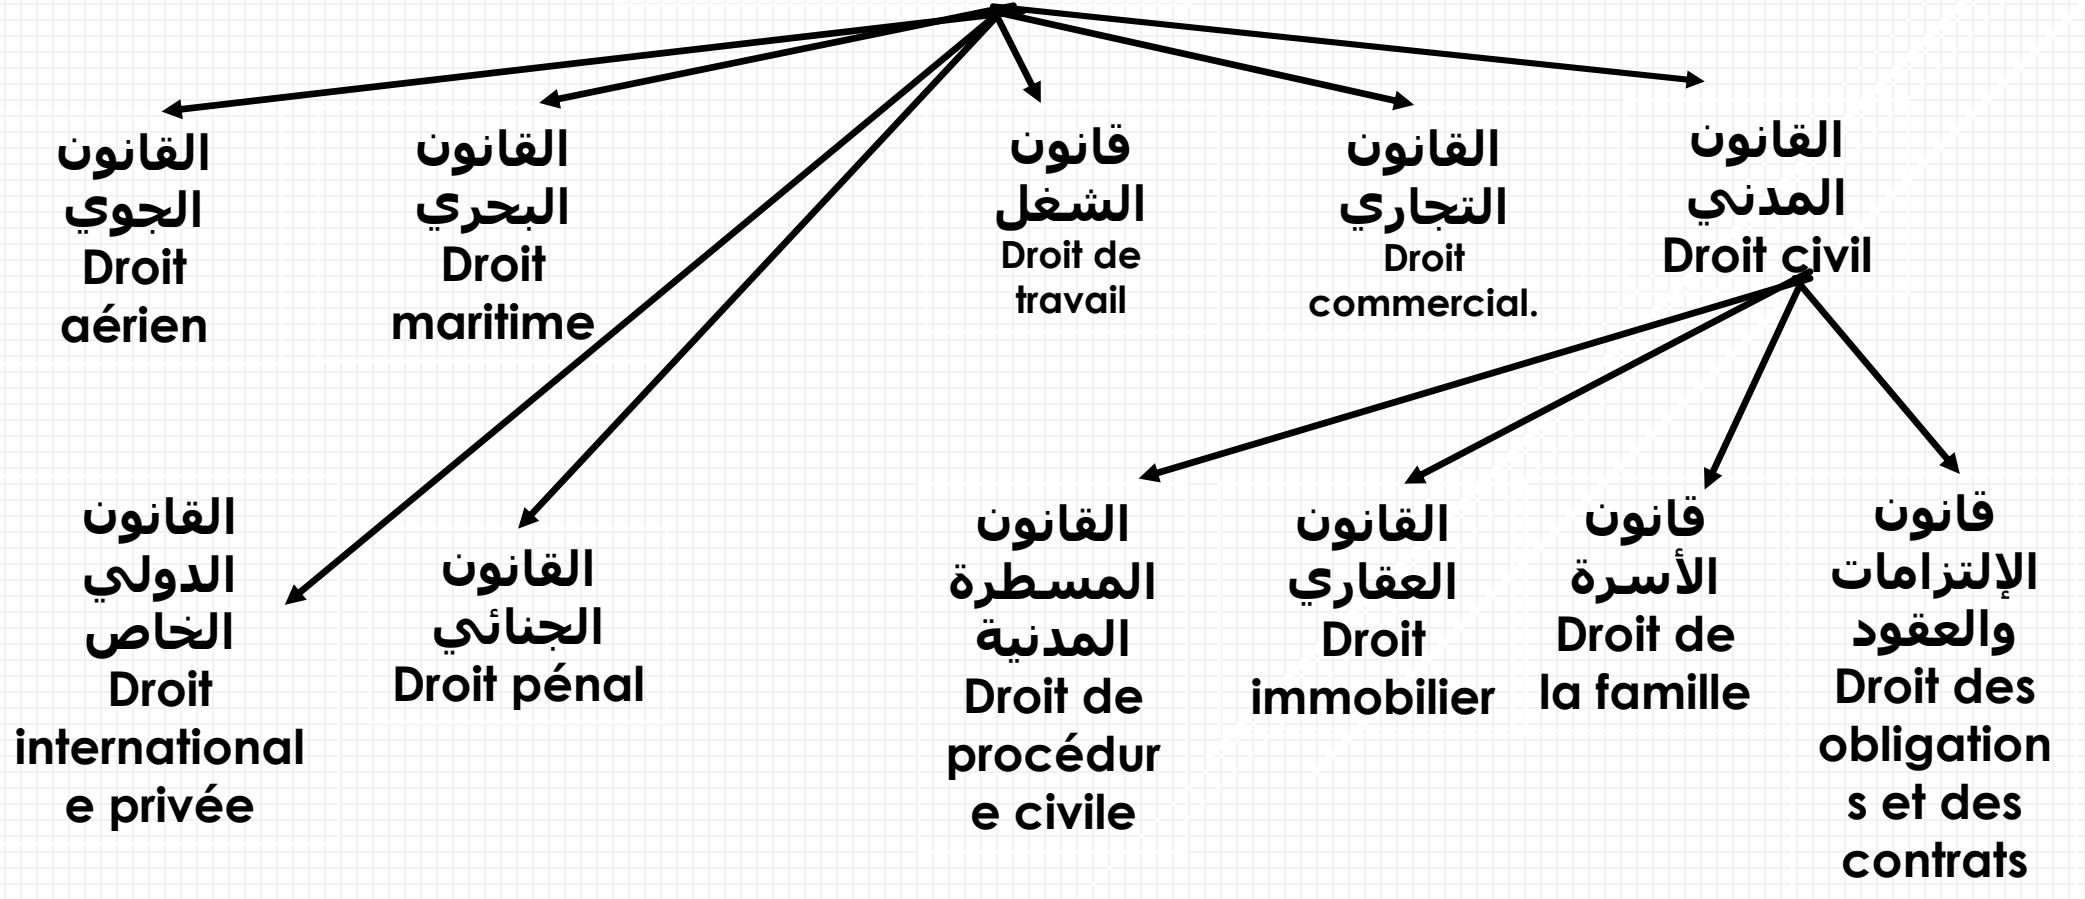 القانون
المدني
Droit civil
القانون
التجاري
Droit
commercial.
قانون
الشغل
Droit de
travail
القانون
البحري
Droit
maritime
القانون
الجوي
Droit
aérien
قانون
الإلتزامات
والعقود
Droit des
obligation
s et des
contrats
قانون
الأسرة
Droit de
la famille
القانون
العقاري
Droit
immobilier
القانون
المسطرة
المدنية
Droit de
procédur
e civile
القانون
الجنائي
Droit pénal
القانون
الدولي
الخاص
Droit
international
e privée